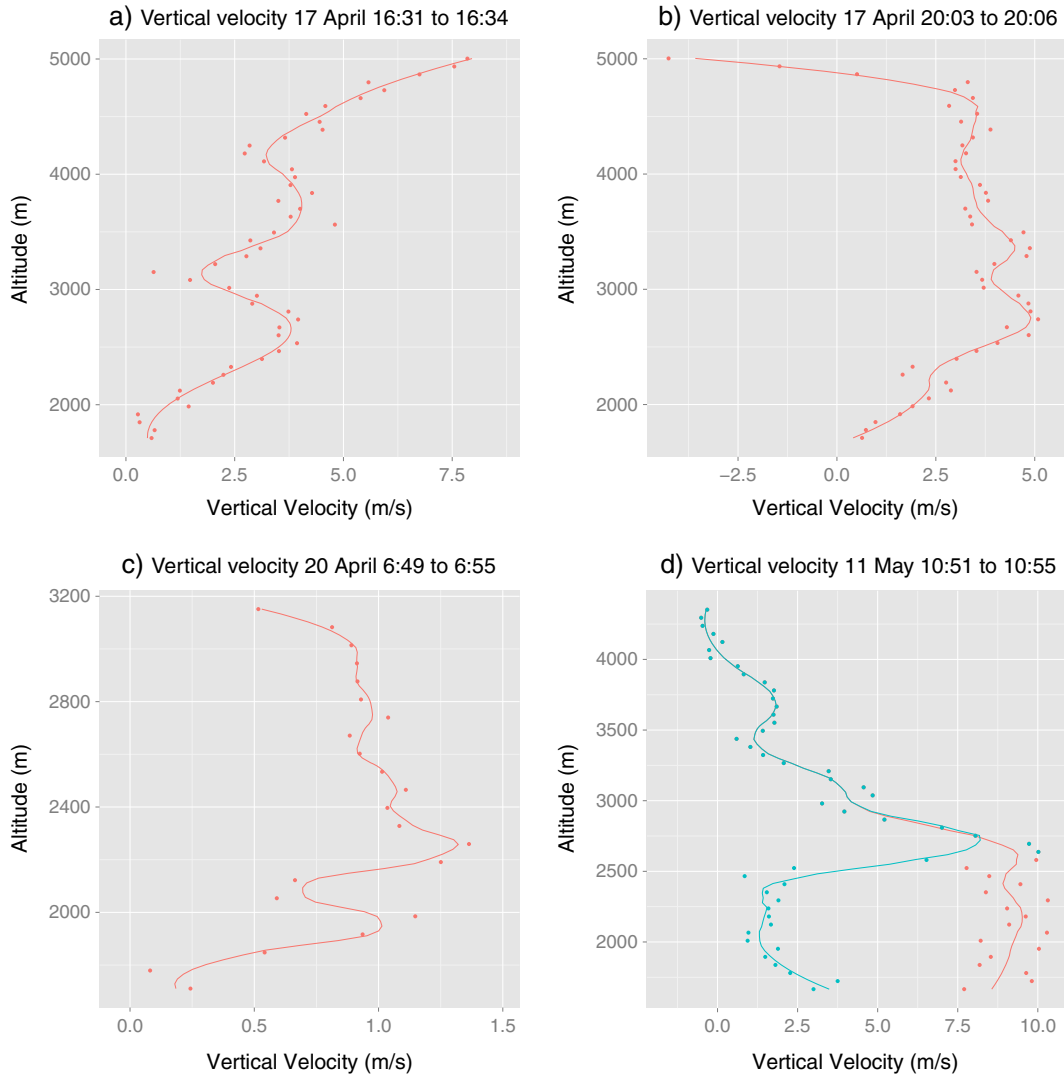 a) Vertical velocity 17 April 16:31 to 16:34
5000
4000
3000
2000
Altitude (m)
0.0 2.5 5.0 7.5
Vertical Velocity (m/s)
b) Vertical velocity 17 April 20:03 to 20:06
5000
4000
3000
2000
Altitude (m)
−2.5 0.0 2.5 5.0
Vertical Velocity (m/s)
c) Vertical velocity 20 April 6:49 to 6:55
3200
2800
2400
2000
Altitude (m)
0.0 0.5 1.0 1.5
Vertical Velocity (m/s)
d) Vertical velocity 11 May 10:51 to 10:55
4000
3500
3000
2500
2000
Altitude (m)
0.0 2.5 5.0 7.5 10.0
Vertical Velocity (m/s)